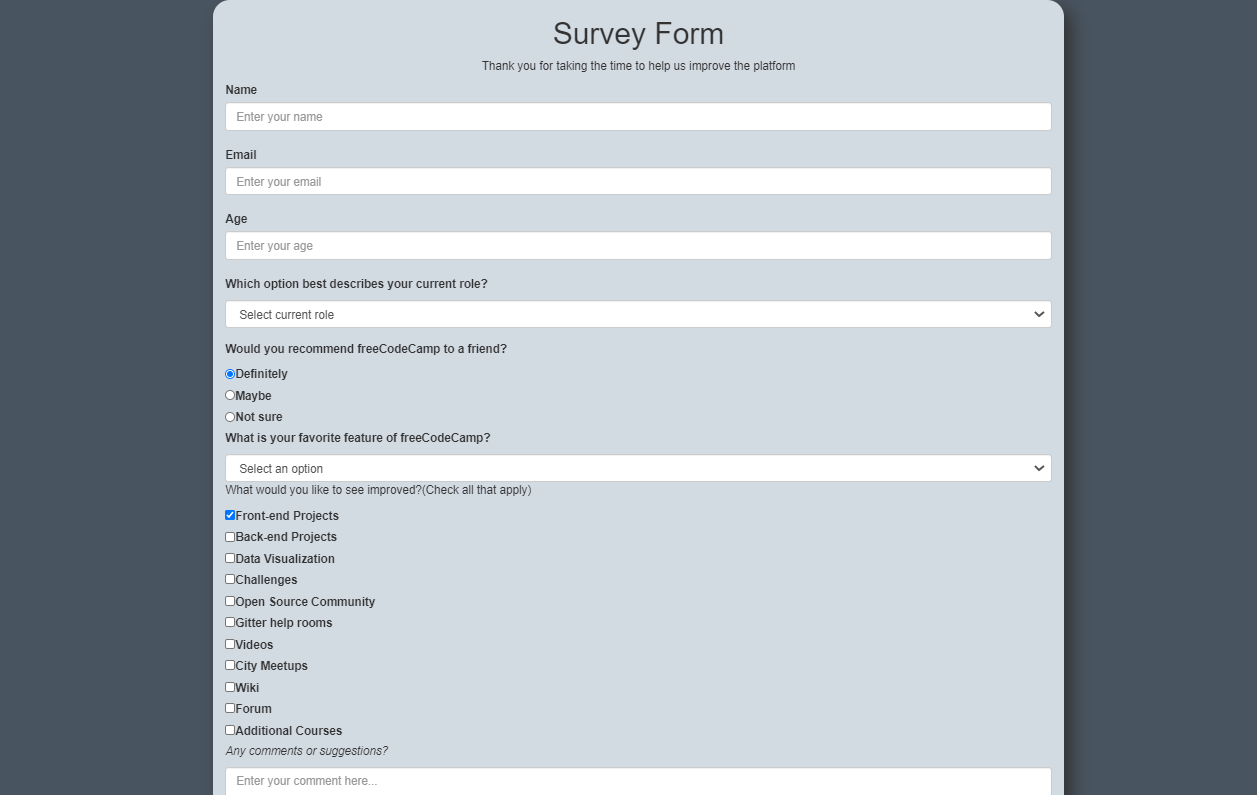 Survey Form
Thank you for taking the time to help us improve the platform
Name
Enter your name
Email
Enter your email
Age
Enter your age
Which option best describes your current role?
Select current role
Would you recommend freeCodeCamp to a friend?
Definitely
Maybe
Not sure
What is your favorite feature of freeCodeCamp?
Select an option
What would you like to see improved?(Check all that apply)
Front-end Projects
Back-end Projects
Data Visualization
Challenges
Open Source Community
Gitter help rooms
Videos
City Meetups
Wiki
Forum
Additional Courses
Any comments or suggestions?
Enter your comment here...